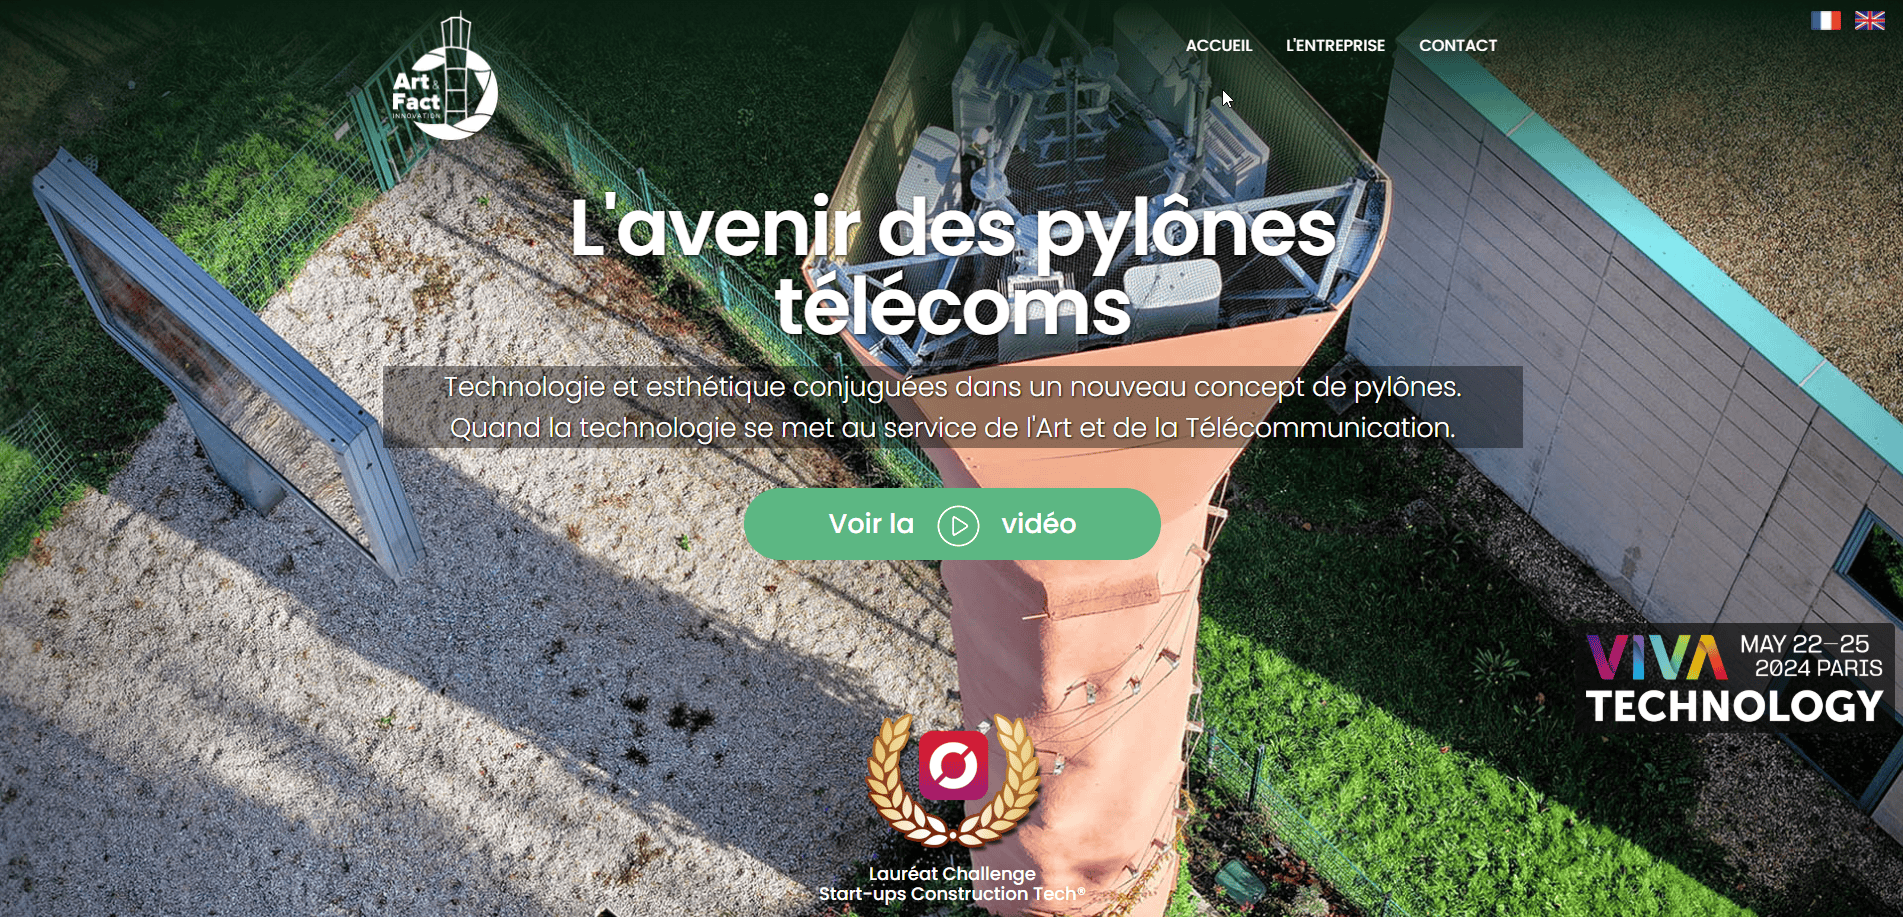 ACCUEIL L'ENTREPRISE CONTACT
Art &
Fact
INNOVATION
L'avenir des pylônes
télécoms
Technologie et esthétique conjuguées dans un nouveau concept de pylônes.
Quand la technologie se met au service de l'Art et de la Télécommunication.
Voir la vidéo
VIVA MAY 22–25
2024 PARIS
TECHNOLOGY
Lauréat Challenge
Start-ups Construction Tech®